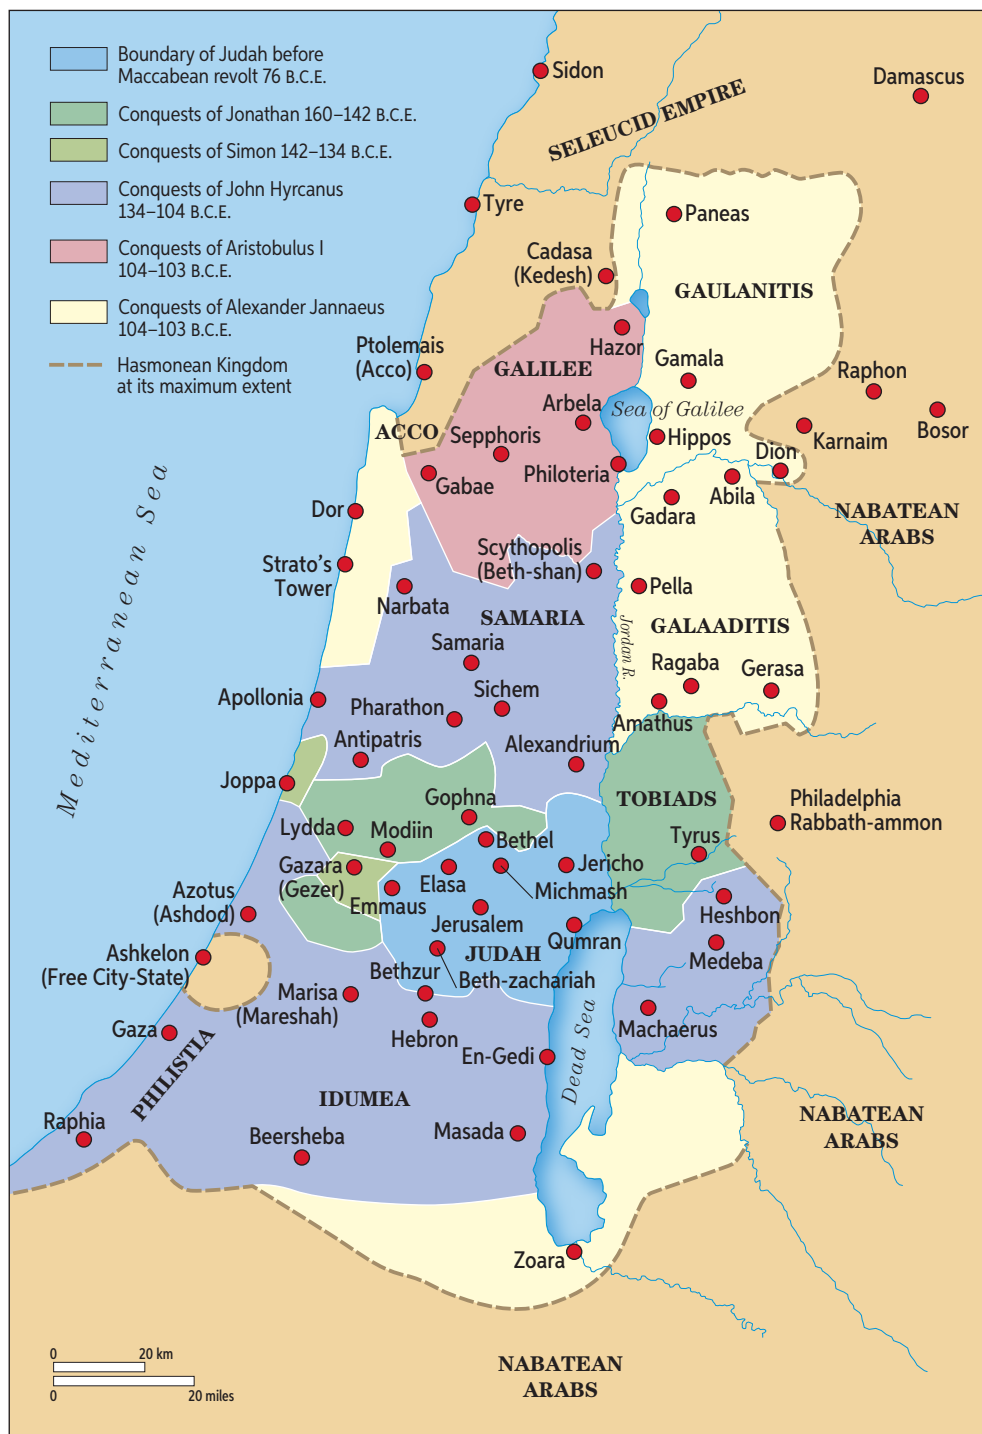 Boundary of Judah before
Maccabean revolt 76 B.C.E.
Conquests of Jonathan 160–142 B.C.E.
Conquests of Simon 142–134 B.C.E.
Conquests of John Hyrcanus
134–104 B.C.E.
Conquests of Aristobulus I
104–103 B.C.E.
Conquests of Alexander Jannaeus
104–103 B.C.E.
Hasmonean Kingdom
at its maximum extent
Sidon
Damascus
SELEUCID EMPIRE
Tyre
Paneas
Cadasa
(Kedesh)
GAULANITIS
Hazor
Ptolemais
(Acco)
GALILEE
Gamala
Raphon
Arbela
Sea of Galilee
Bosor
ACCO
Sepphoris
Hippos
Karnaim
Gabae
Philoteria
Dion
Abila
Gadara
NABATEAN
ARABS
Dor
Strato's
Tower
Scythopolis
(Beth-shan)
Narbata
Pella
SAMARIA
Jordan R.
GALAADITIS
Samaria
Ragaba
Gerasa
Mediterranean Sea
Apollonia
Sichem
Pharathon
Amathus
Antipatris
Alexandrium
Joppa
TOBIADS
Philadelphia
Rabbath-ammon
Gophna
Lydda
Modiin
Bethel
Tyrus
Gazara
(Gezer)
Jericho
Elasa
Michmash
Emmaus
Azotus
(Ashdod)
Heshbon
Jerusalem
Qumran
JUDAH
Medeba
Ashkelon
(Free City-State)
Bethzur
Beth-zachariah
Marisa
(Mareshah)
Machaerus
Hebron
Gaza
Dead Sea
En-Gedi
PHILISTIA
IDUMEA
NABATEAN
ARABS
Raphia
Beersheba
Masada
Zoara
NABATEAN
ARABS
0 20 km
0 20 miles